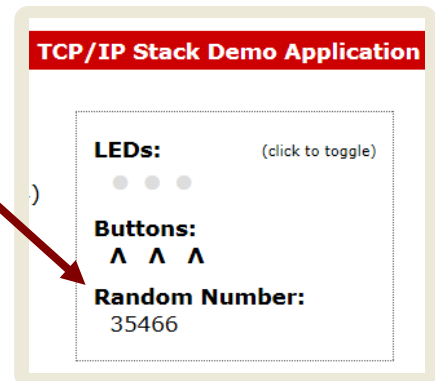 TCP/IP Stack Demo Application
LEDs: (click to toggle)
● ● ●
)
Buttons:
Λ Λ Λ
Random Number:
35466